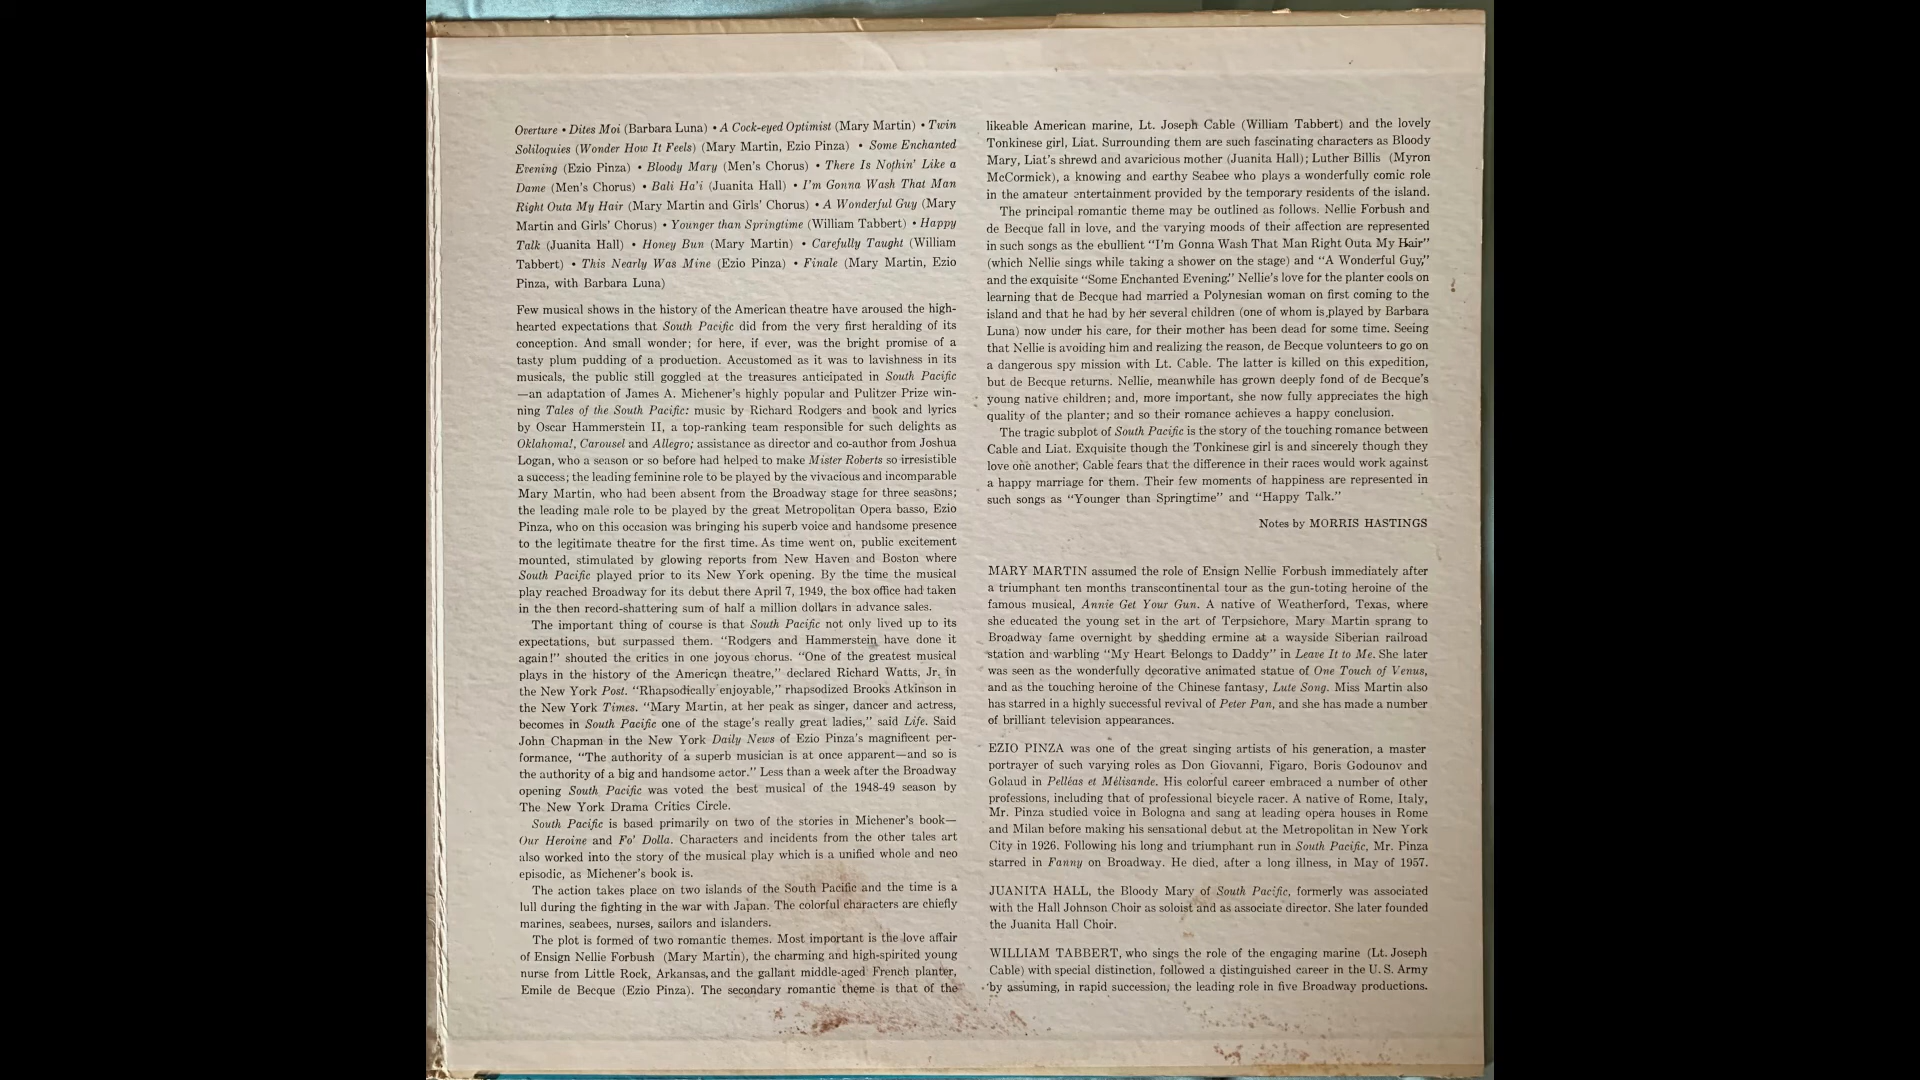 Overture • Dites Moi (Barbara Luna) • A Cock-eyed Optimist (Mary Martin) • Twin
Soliloquies (Wonder How It Feels) (Mary Martin, Ezio Pinza) • Some Enchanted
Evening (Ezio Pinza) • Bloody Mary (Men's Chorus) • There Is Nothin' Like a
Dame (Men's Chorus) • Bali Ha'i (Juanita Hall) • I'm Gonna Wash That Man
Right Outa My Hair (Mary Martin and Girls' Chorus) • A Wonderful Guy (Mary
Martin and Girls' Chorus) • Younger than Springtime (William Tabbert) • Happy
Talk (Juanita Hall) • Honey Bun (Mary Martin) • Carefully Taught (William
Tabbert) • This Nearly Was Mine (Ezio Pinza) • Finale (Mary Martin, Ezio
Pinza, with Barbara Luna)
Few musical shows in the history of the American theatre have aroused the high-
hearted expectations that South Pacific did from the very first heralding of its
conception. And small wonder; for here, if ever, was the bright promise of a
tasty plum pudding of a production. Accustomed as it was to lavishness in its
musicals, the public still goggled at the treasures anticipated in South Pacific
—an adaptation of James A. Michener's highly popular and Pulitzer Prize win-
ning Tales of the South Pacific: music by Richard Rodgers and book and lyrics
by Oscar Hammerstein II, a top-ranking team responsible for such delights as
Oklahoma!, Carousel and Allegro; assistance as director and co-author from Joshua
Logan, who a season or so before had helped to make Mister Roberts so irresistible
a success; the leading feminine role to be played by the vivacious and incomparable
Mary Martin, who had been absent from the Broadway stage for three seasons;
the leading male role to be played by the great Metropolitan Opera basso, Ezio
Pinza, who on this occasion was bringing his superb voice and handsome presence
to the legitimate theatre for the first time. As time went on, public excitement
mounted, stimulated by glowing reports from New Haven and Boston where
South Pacific played prior to its New York opening. By the time the musical
play reached Broadway for its debut there April 7, 1949, the box office had taken
in the then record-shattering sum of half a million dollars in advance sales.
The important thing of course is that South Pacific not only lived up to its
expectations, but surpassed them. "Rodgers and Hammerstein have done it
again!" shouted the critics in one joyous chorus. "One of the greatest musical
plays in the history of the American theatre," declared Richard Watts, Jr. in
the New York Post. "Rhapsodically enjoyable," rhapsodized Brooks Atkinson in
the New York Times. "Mary Martin, at her peak as singer, dancer and actress,
becomes in South Pacific one of the stage's really great ladies," said Life. Said
John Chapman in the New York Daily News of Ezio Pinza's magnificent per-
formance, "The authority of a superb musician is at once apparent—and so is
the authority of a big and handsome actor." Less than a week after the Broadway
opening South Pacific was voted the best musical of the 1948-49 season by
The New York Drama Critics Circle.
South Pacific is based primarily on two of the stories in Michener's book—
Our Heroine and Fo' Dolla. Characters and incidents from the other tales art
also worked into the story of the musical play which is a unified whole and neo
episodic, as Michener's book is.
The action takes place on two islands of the South Pacific and the time is a
lull during the fighting in the war with Japan. The colorful characters are chiefly
marines, seabees, nurses, sailors and islanders.
The plot is formed of two romantic themes. Most important is the love affair
of Ensign Nellie Forbush (Mary Martin), the charming and high-spirited young
nurse from Little Rock, Arkansas, and the gallant middle-aged French planter,
Emile de Becque (Ezio Pinza). The secondary romantic theme is that of the
likeable American marine, Lt. Joseph Cable (William Tabbert) and the lovely
Tonkinese girl, Liat. Surrounding them are such fascinating characters as Bloody
Mary, Liat's shrewd and avaricious mother (Juanita Hall); Luther Billis (Myron
McCormick), a knowing and earthy Seabee who plays a wonderfully comic role
in the amateur entertainment provided by the temporary residents of the island.
The principal romantic theme may be outlined as follows. Nellie Forbush and
de Becque fall in love, and the varying moods of their affection are represented
in such songs as the ebullient "I'm Gonna Wash That Man Right Outa My Hair"
(which Nellie sings while taking a shower on the stage) and "A Wonderful Guy,"
and the exquisite "Some Enchanted Evening." Nellie's love for the planter cools on
learning that de Becque had married a Polynesian woman on first coming to the
island and that he had by her several children (one of whom is played by Barbara
Luna) now under his care, for their mother has been dead for some time. Seeing
that Nellie is avoiding him and realizing the reason, de Becque volunteers to go on
a dangerous spy mission with Lt. Cable. The latter is killed on this expedition,
but de Becque returns. Nellie, meanwhile has grown deeply fond of de Becque's
young native children; and, more important, she now fully appreciates the high
quality of the planter; and so their romance achieves a happy conclusion.
The tragic subplot of South Pacific is the story of the touching romance between
Cable and Liat. Exquisite though the Tonkinese girl is and sincerely though they
love one another, Cable fears that the difference in their races would work against
a happy marriage for them. Their few moments of happiness are represented in
such songs as "Younger than Springtime" and "Happy Talk."
Notes by MORRIS HASTINGS
MARY MARTIN assumed the role of Ensign Nellie Forbush immediately after
a triumphant ten months transcontinental tour as the gun-toting heroine of the
famous musical, Annie Get Your Gun. A native of Weatherford, Texas, where
she educated the young set in the art of Terpsichore, Mary Martin sprang to
Broadway fame overnight by shedding ermine at a wayside Siberian railroad
station and warbling "My Heart Belongs to Daddy" in Leave It to Me. She later
was seen as the wonderfully decorative animated statue of One Touch of Venus,
and as the touching heroine of the Chinese fantasy, Lute Song. Miss Martin also
has starred in a highly successful revival of Peter Pan, and she has made a number
of brilliant television appearances.
EZIO PINZA was one of the great singing artists of his generation, a master
portrayer of such varying roles as Don Giovanni, Figaro, Boris Godounov and
Golaud in Pelléas et Mélisande. His colorful career embraced a number of other
professions, including that of professional bicycle racer. A native of Rome, Italy,
Mr. Pinza studied voice in Bologna and sang at leading opera houses in Rome
and Milan before making his sensational debut at the Metropolitan in New York
City in 1926. Following his long and triumphant run in South Pacific, Mr. Pinza
starred in Fanny on Broadway. He died, after a long illness, in May of 1957.
JUANITA HALL, the Bloody Mary of South Pacific, formerly was associated
with the Hall Johnson Choir as soloist and as associate director. She later founded
the Juanita Hall Choir.
WILLIAM TABBERT, who sings the role of the engaging marine (Lt. Joseph
Cable) with special distinction, followed a distinguished career in the U. S. Army
by assuming, in rapid succession, the leading role in five Broadway productions.